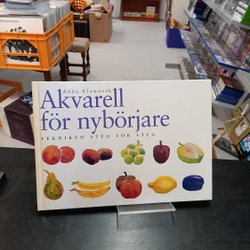 Anne Elsworth
Akvarell
för nybörjare
TEKNIKEN STEG FÖR STEG